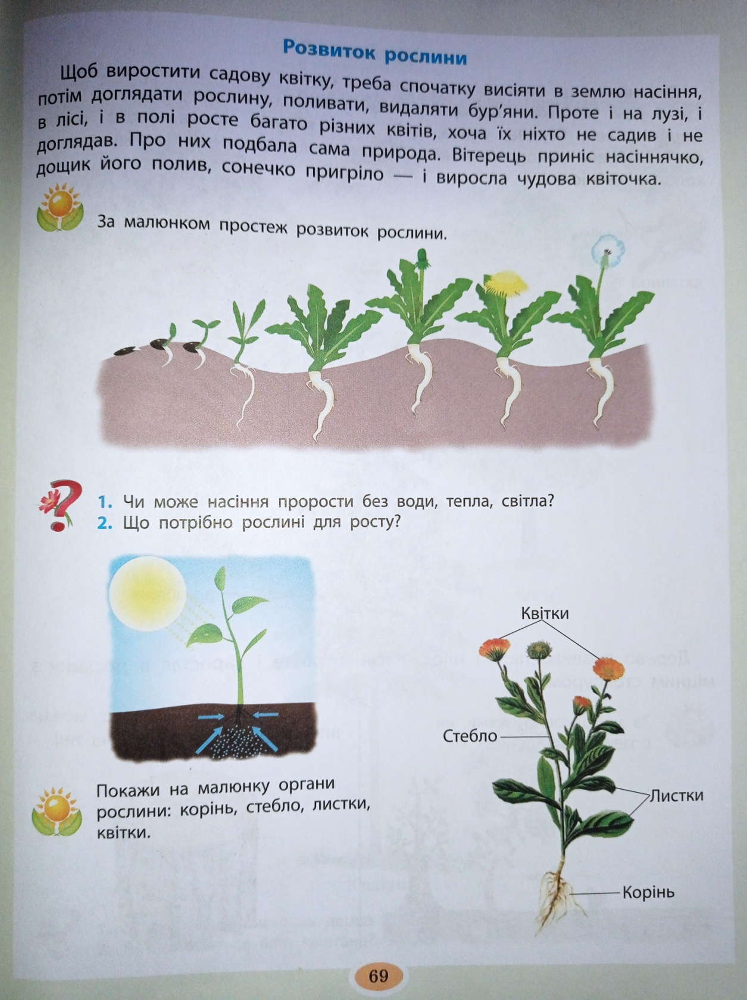 Розвиток рослини
Щоб виростити садову квітку, треба спочатку висіяти в землю насіння,
потім доглядати рослину, поливати, видаляти бур’яни. Проте і на лузі, і
в лісі, і в полі росте багато різних квітів, хоча їх ніхто не садив і не
доглядав. Про них подбала сама природа. Вітерець приніс насіннячко,
дощик його полив, сонечко пригріло — і виросла чудова квіточка.
За малюнком простеж розвиток рослини.
1. Чи може насіння прорости без води, тепла, світла?
2. Що потрібно рослині для росту?
Квітки
Стебло
Листки
Корінь
Покажи на малюнку органи
рослини: корінь, стебло, листки,
квітки.
69